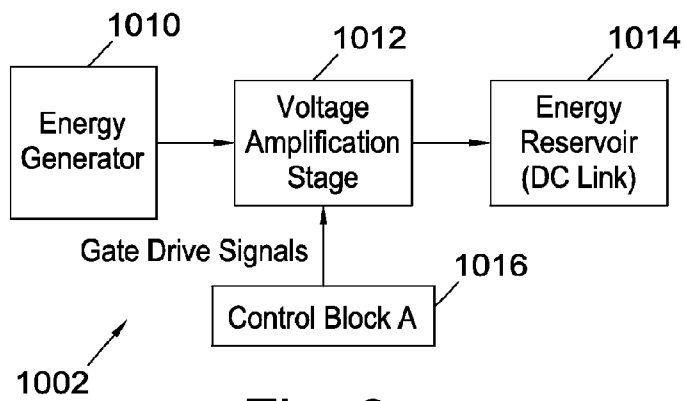 1010
1012
1014
Energy
Generator
Voltage
Amplification
Stage
Energy
Reservoir
(DC Link)
Gate Drive Signals
1016
Control Block A
1002